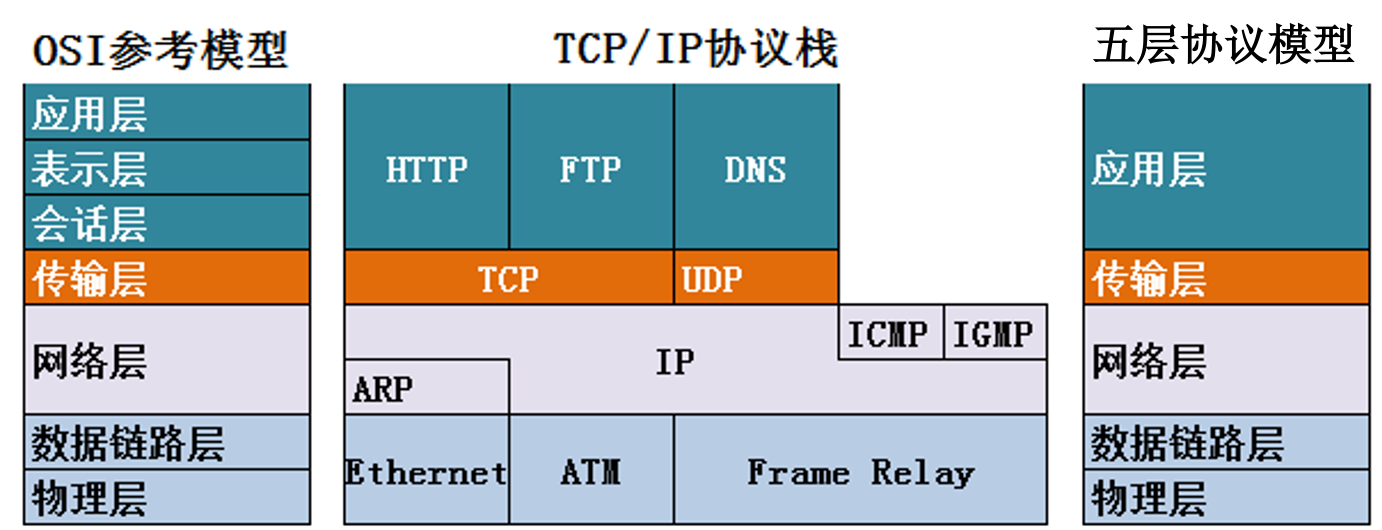 OSI参考模型
应用层
表示层
会话层
传输层
网络层
数据链路层
物理层
TCP/IP协议栈
HTTP FTP DNS
TCP UDP
ICMP IGMP
IP
ARP
Ethernet ATM Frame Relay
五层协议模型
应用层
传输层
网络层
数据链路层
物理层